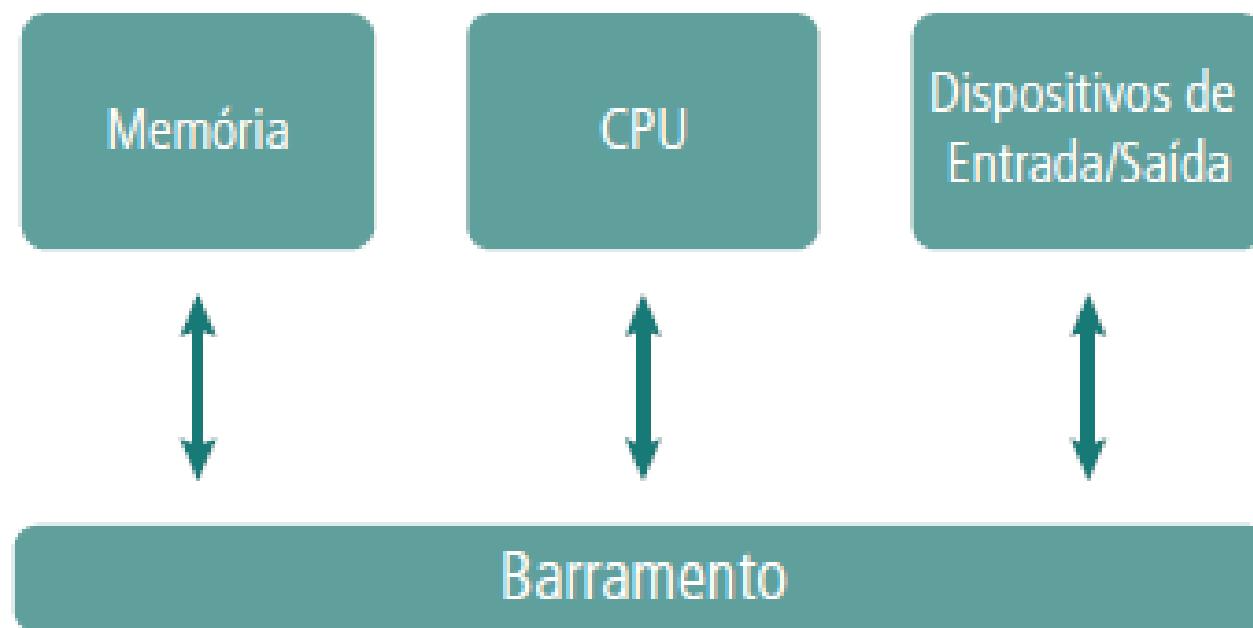 Memória
CPU
Dispositivos de
Entrada/Saída
Barramento